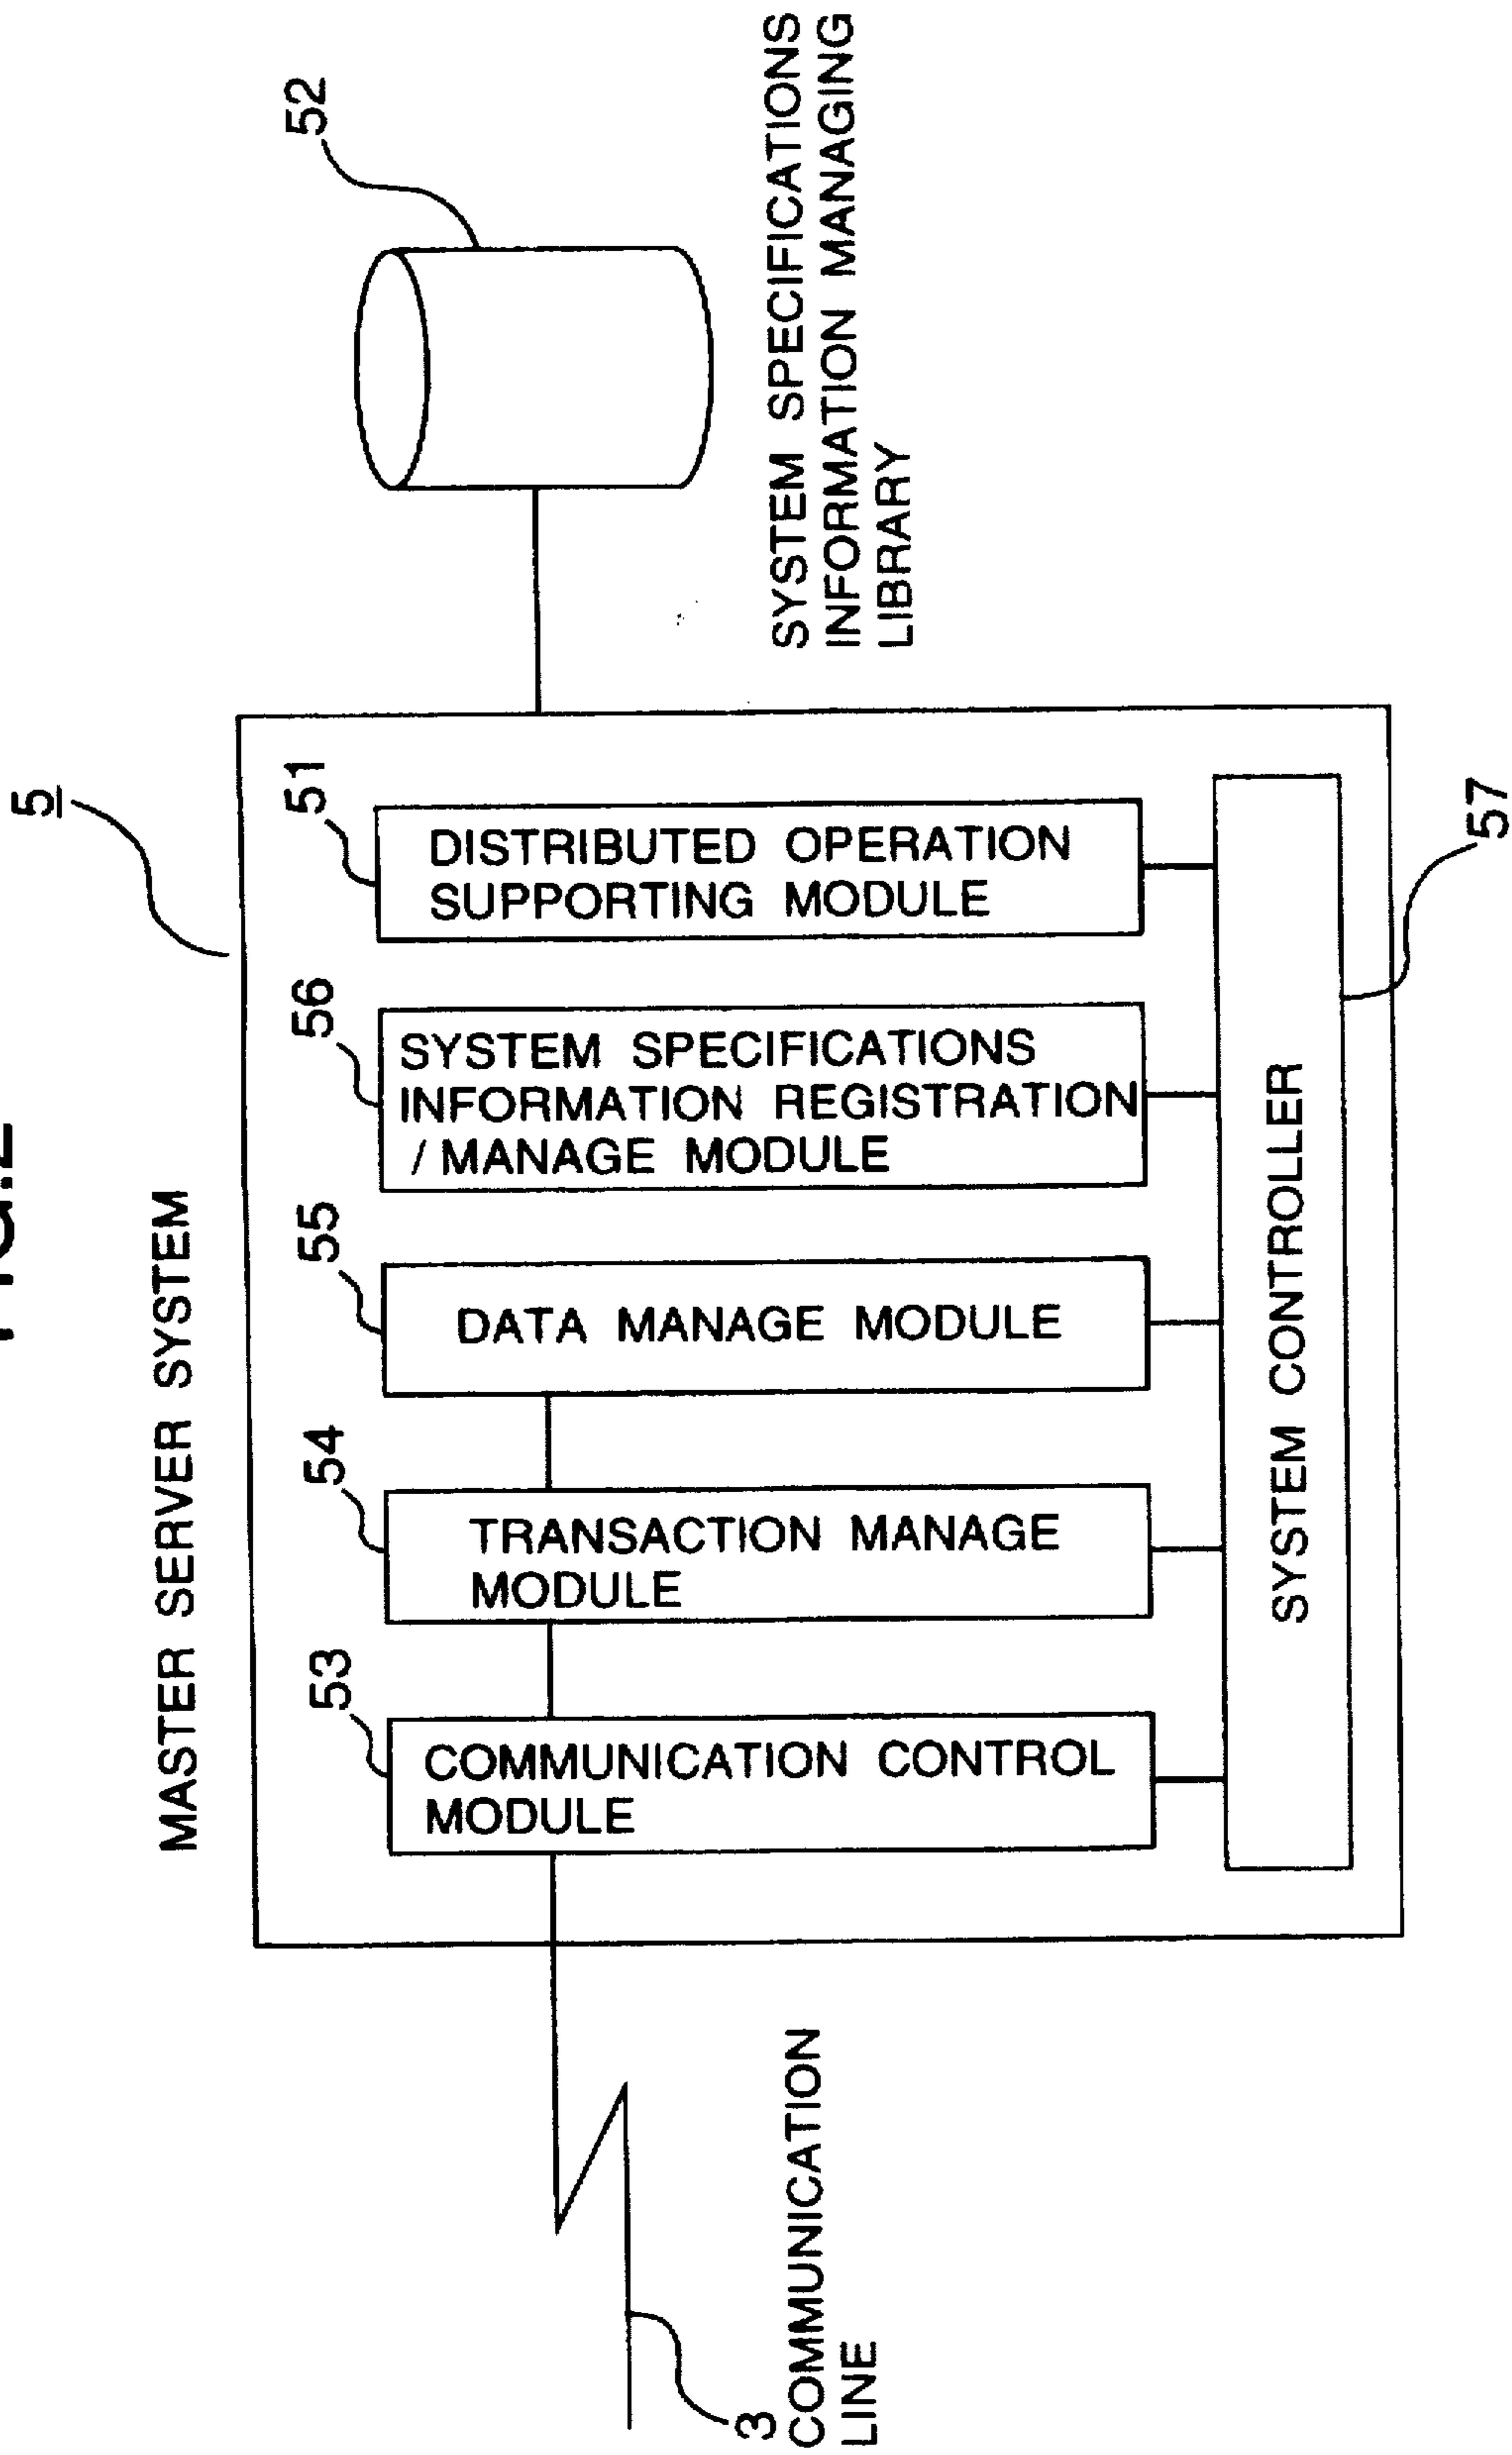 5
MASTER SERVER SYSTEM
53
COMMUNICATION CONTROL
MODULE
54
TRANSACTION MANAGE
MODULE
55
DATA MANAGE MODULE
56
SYSTEM SPECIFICATIONS
INFORMATION REGISTRATION
/ MANAGE MODULE
51
DISTRIBUTED OPERATION
SUPPORTING MODULE
SYSTEM CONTROLLER
57
52
SYSTEM SPECIFICATIONS
INFORMATION MANAGING
LIBRARY
3
COMMUNICATION
LINE